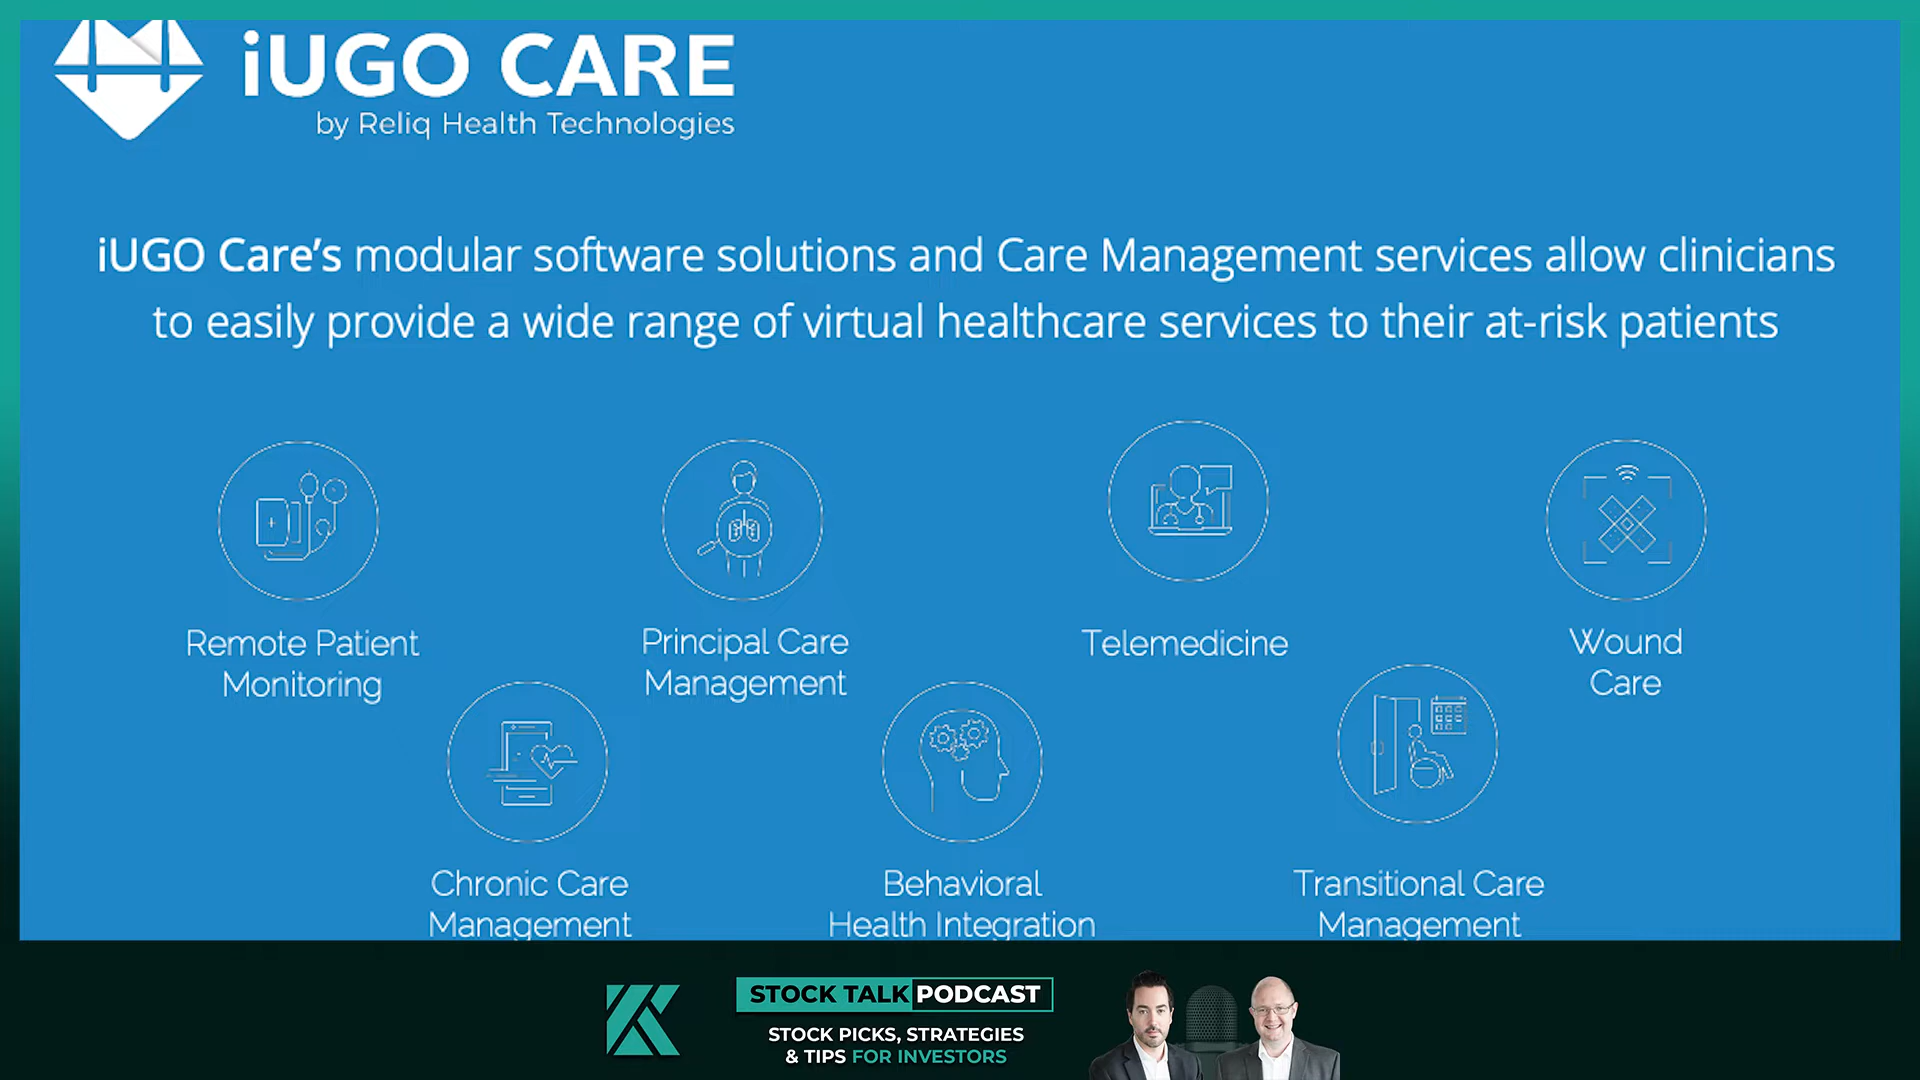 iUGO CARE
by Reliq Health Technologies
iUGO Care’s modular software solutions and Care Management services allow clinicians
to easily provide a wide range of virtual healthcare services to their at-risk patients
Remote Patient
Monitoring
Principal Care
Management
Telemedicine
Wound
Care
Chronic Care
Management
Behavioral
Health Integration
Transitional Care
Management
STOCK TALK PODCAST
STOCK PICKS, STRATEGIES
& TIPS FOR INVESTORS